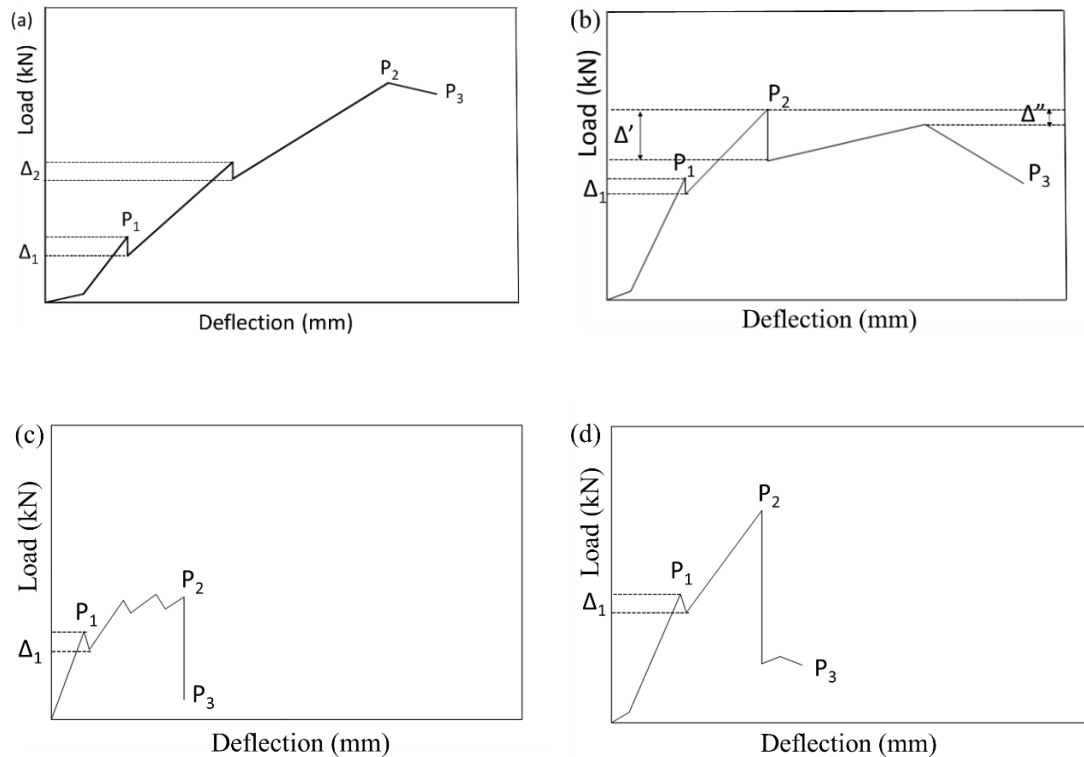 (a)
Load (kN)
P₂
P₃
Δ₂
P₁
Δ₁
Deflection (mm)
(b)
Load (kN)
P₂
Δ′
Δ″
P₁
Δ₁
P₃
Deflection (mm)
(c)
Load (kN)
P₁
P₂
Δ₁
P₃
Deflection (mm)
(d)
Load (kN)
P₂
P₁
Δ₁
P₃
Deflection (mm)